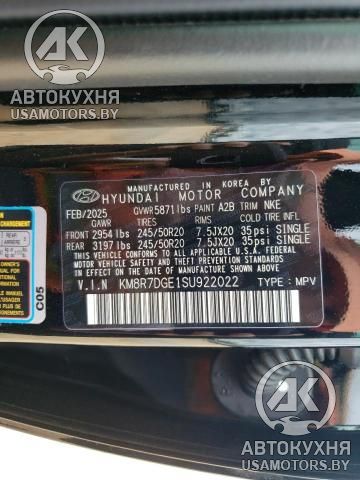 АК
АВТОКУХНЯ
USAMOTORS.BY
MANUFACTURED IN KOREA BY
HYUNDAI MOTOR COMPANY
FEB/2025 GVWR 5871 lbs PAINT A2B TRIM NKE
GAWR TIRES RIMS COLD TIRE INFL
FRONT 2954 lbs 245/50R20 7.5JX20 35psi SINGLE
REAR 3197 lbs 245/50R20 7.5JX20 35psi SINGLE
THIS VEHICLE CONFORMS TO ALL APPLICABLE FEDERAL
MOTOR VEHICLE SAFETY, BUMPER, AND THEFT PREVENTION
STANDARDS IN EFFECT ON THE DATE OF MANUFACTURE SHOWN ABOVE.
V.I.N KM8R7DGE1SU922022 TYPE: MPV
C05
АК
АВТОКУХНЯ
USAMOTORS.BY